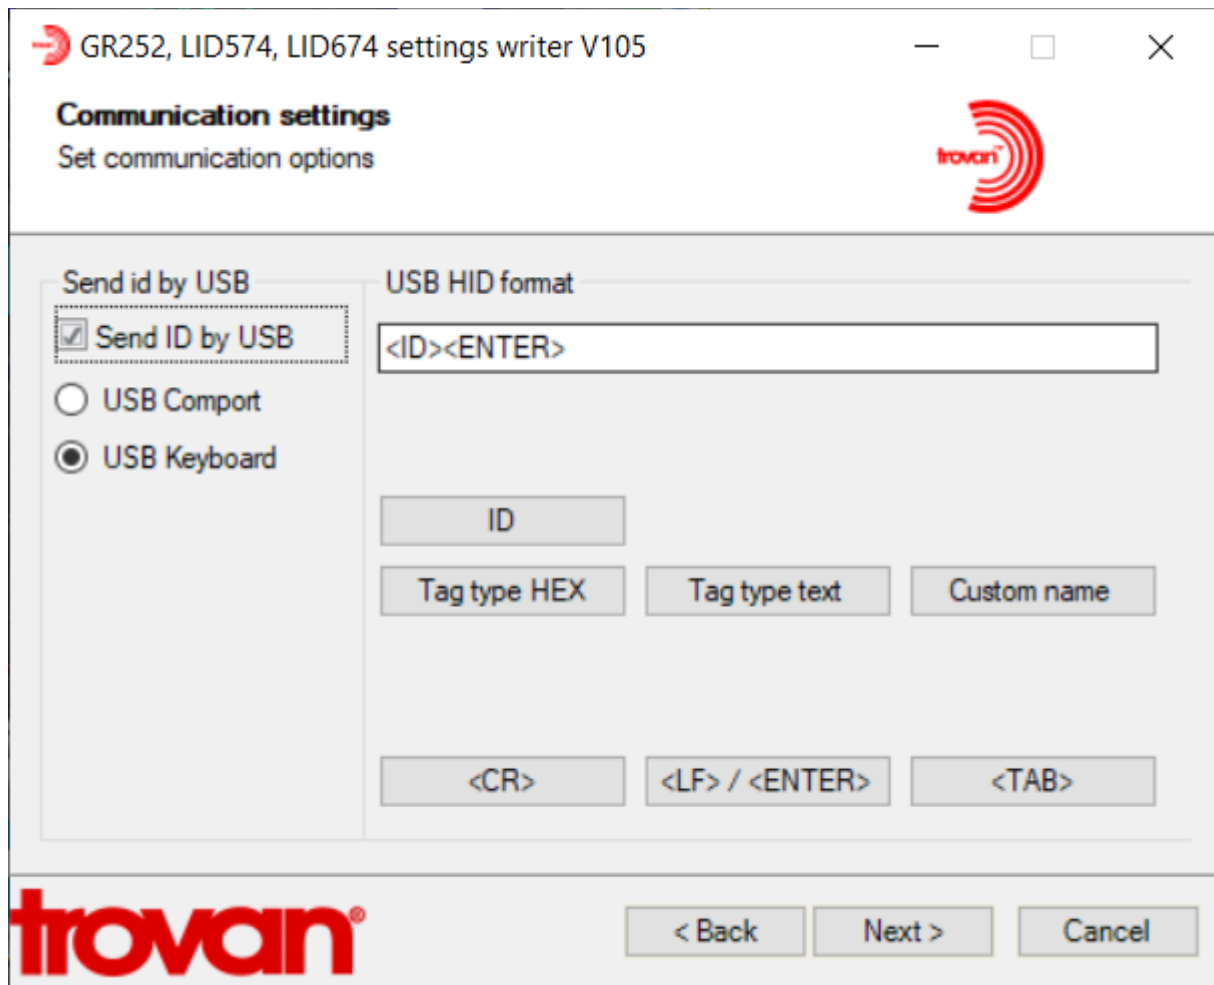 GR252, LID574, LID674 settings writer V105
Communication settings
Set communication options
trovan™
Send id by USB
Send ID by USB
USB Comport
USB Keyboard
USB HID format
<ID><ENTER>
ID
Tag type HEX
Tag type text
Custom name
<CR>
<LF> / <ENTER>
<TAB>
trovan®
< Back
Next >
Cancel